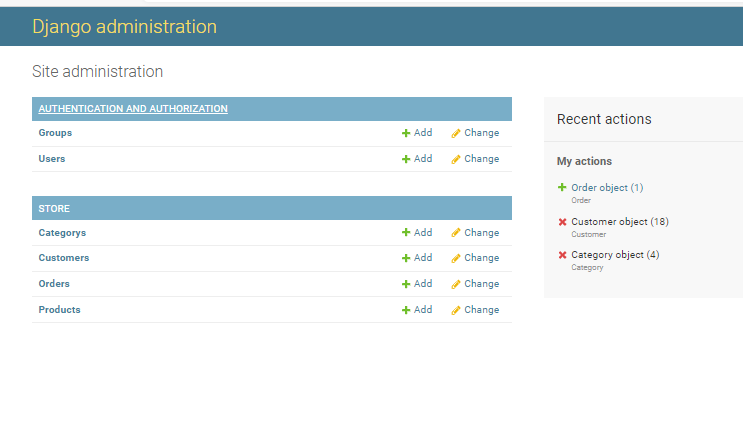 Django administration
Site administration
AUTHENTICATION AND AUTHORIZATION
Groups Add Change
Users Add Change
STORE
Categorys Add Change
Customers Add Change
Orders Add Change
Products Add Change
Recent actions
My actions
Order object (1)
Order
Customer object (18)
Customer
Category object (4)
Category